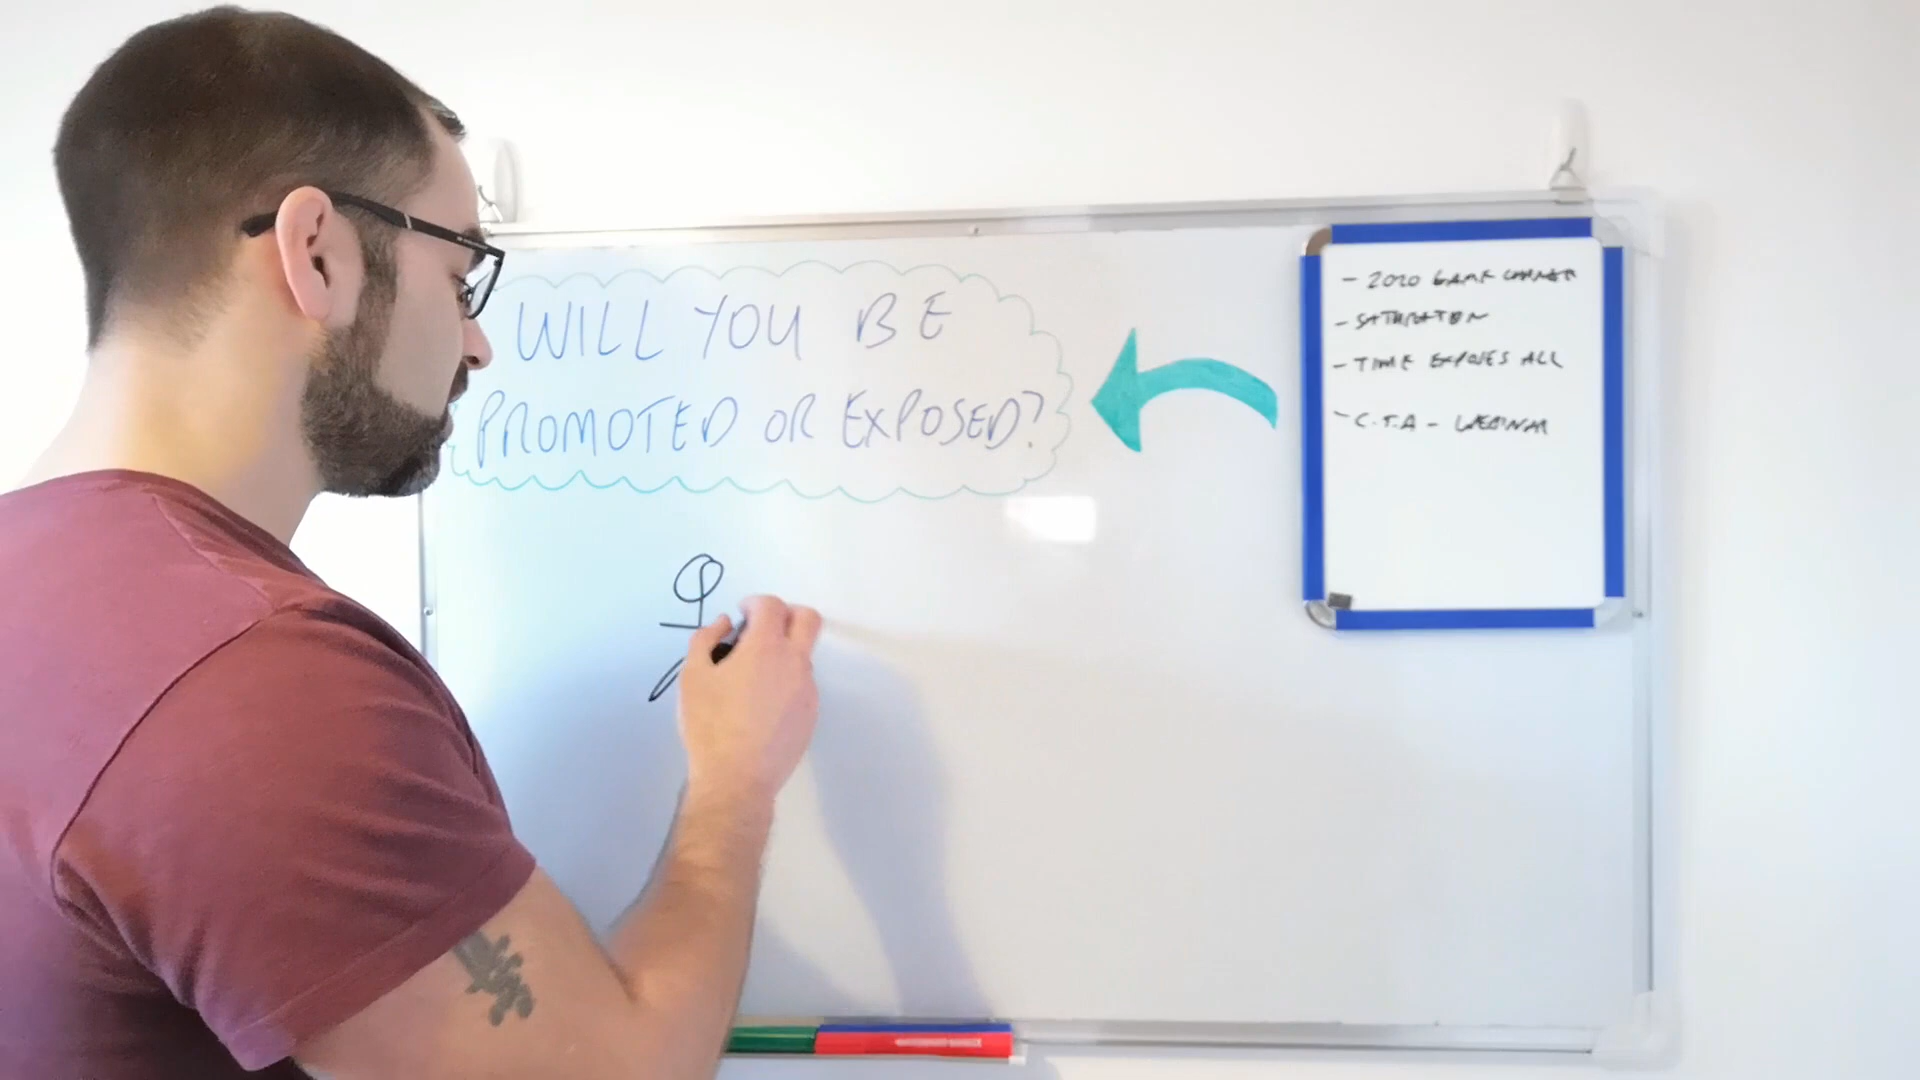 WILL YOU BE
PROMOTED OR EXPOSED?
- 2020 GAME CHANGER
- SATURATION
- TIME EXPOSES ALL
- C.T.A - WEBINAR